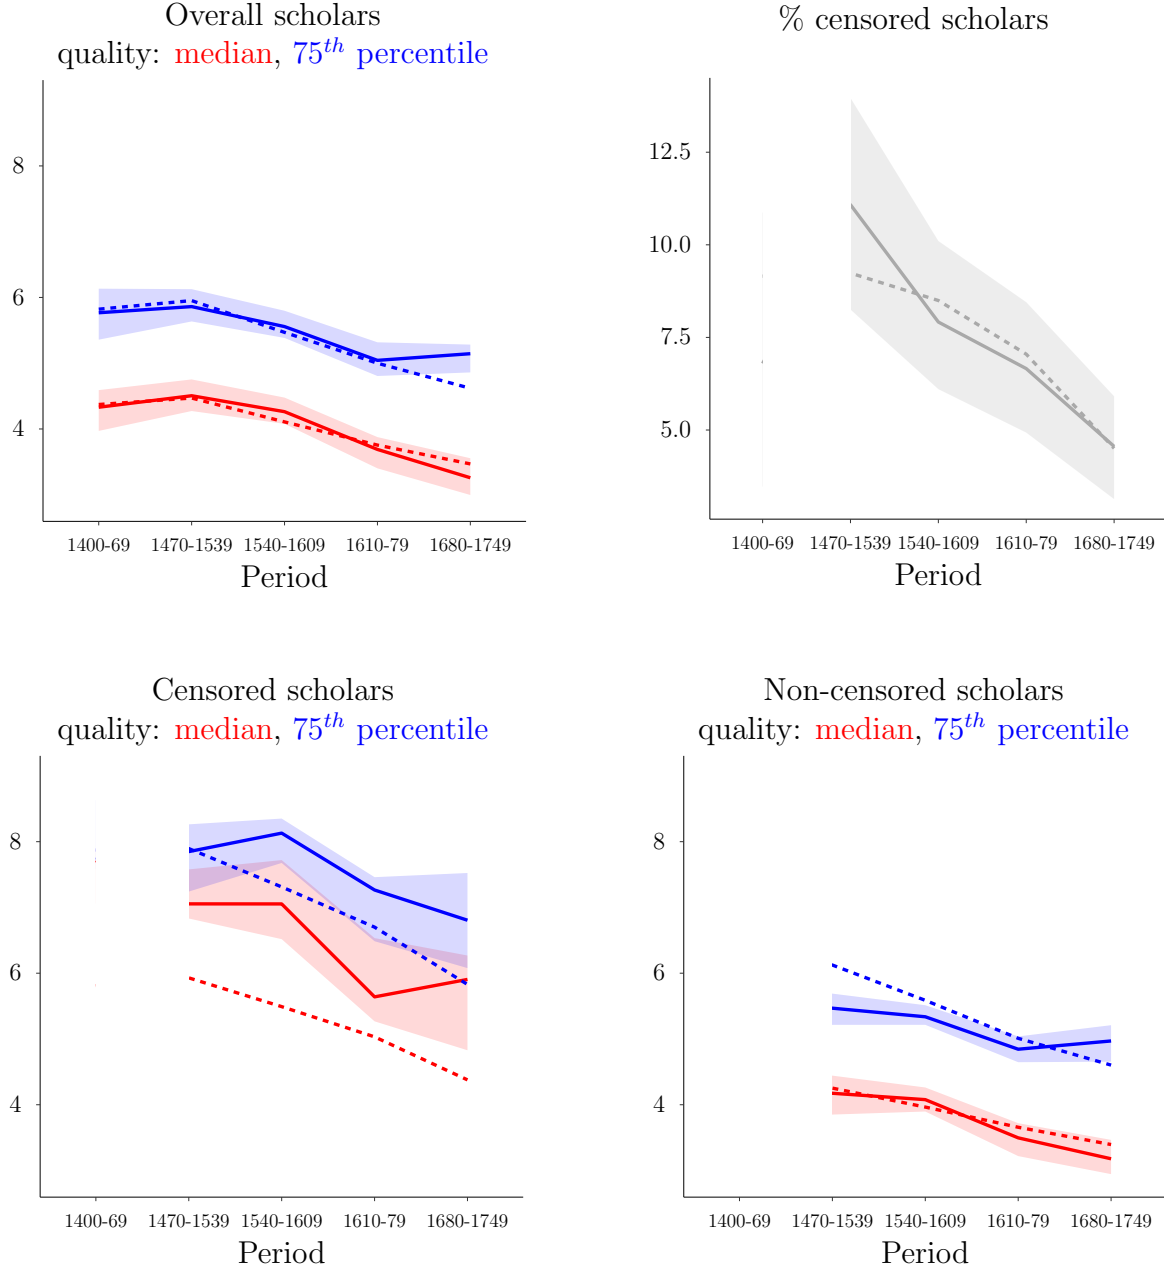 Overall scholars
quality: median, 75th percentile
8
6
4
1400-69 1470-1539 1540-1609 1610-79 1680-1749
Period
% censored scholars
12.5
10.0
7.5
5.0
1400-69 1470-1539 1540-1609 1610-79 1680-1749
Period
Censored scholars
quality: median, 75th percentile
8
6
4
1400-69 1470-1539 1540-1609 1610-79 1680-1749
Period
Non-censored scholars
quality: median, 75th percentile
8
6
4
1400-69 1470-1539 1540-1609 1610-79 1680-1749
Period